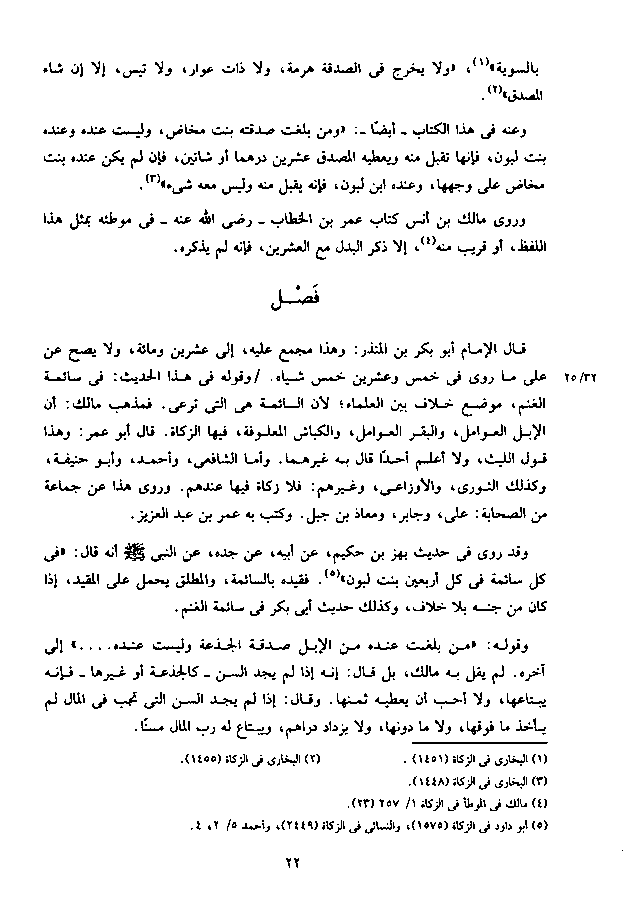 بالسوية»(١)، «ولا يخرج فى الصدقة هرمة، ولا ذات عوار، ولا تيس، إلا إن شاء
المصدق»(٢).
وعنه فى هذا الكتاب ـ أيضًا ـ: «ومن بلغت صدقته بنت مخاض، وليست عنده وعنده
بنت لبون، فإنها تقبل منه ويعطيه المصدق عشرين درهما أو شاتين، فإن لم يكن عنده بنت
مخاض على وجهها، وعنده ابن لبون، فإنه يقبل منه وليس معه شىء»(٣).
وروى مالك بن أنس كتاب عمر بن الخطاب ـ رضى الله عنه ـ فى موطئه بمثل هذا
اللفظ، أو قريب منه(٤)، إلا ذكر البدل مع العشرين، فإنه لم يذكره.
فَصْـــل
قال الإمام أبو بكر بن المنذر: وهذا مجمع عليه، إلى عشرين ومائة، ولا يصح عن
على ما روى فى خمس وعشرين خمس شياه. /وقوله فى هذا الحديث: فى سائمة
٢٥/٣٢
الغنم، موضع خلاف بين العلماء؛ لأن السائمة هى التى ترعى. فمذهب مالك: أن
الإبل العوامل، والبقر العوامل، والكباش المعلوفة، فيها الزكاة. قال أبو عمر: وهذا
قول الليث، ولا أعلم أحدًا قال به غيرهما. وأما الشافعى، وأحمد، وأبو حنيفة،
وكذلك الثورى، والأوزاعى، وغيرهم: فلا زكاة فيها عندهم. وروى هذا عن جماعة
من الصحابة: على، وجابر، ومعاذ بن جبل. وكتب به عمر بن عبد العزيز.
وقد روى فى حديث بهز بن حكيم، عن أبيه، عن جده، عن النبى ﷺ أنه قال: «فى
كل سائمة فى كل أربعين بنت لبون»(٥). فقيده بالسائمة، والمطلق يحمل على المقيد، إذا
كان من جنسه بلا خلاف، وكذلك حديث أبى بكر فى سائمة الغنم.
وقوله: «من بلغت عنده من الإبل صدقة الجذعة وليست عنده....» إلى
آخره. لم يقل به مالك، بل قال: إنه إذا لم يجد السن ـ كالجذعة أو غيرها ـ فإنه
يبتاعها، ولا أحب أن يعطيه ثمنها. وقال: إذا لم يجد السن التى تجب فى المال لم
يأخذ ما فوقها، ولا ما دونها، ولا يزداد دراهم، ويبتاع له رب المال مسنًا.
(١) البخارى فى الزكاة (١٤٥١) . (٢) البخارى فى الزكاة (١٤٥٥).
(٣) البخارى فى الزكاة (١٤٤٨)
(٤) مالك فى الموطأ فى الزكاة ١/ ٢٥٧ (٢٣).
(٥) أبو داود فى الزكاة (١٥٧٥)، والنسائى فى الزكاة (٢٤٤٩)، وأحمد ٥/ ٢، ٤.
٢٢